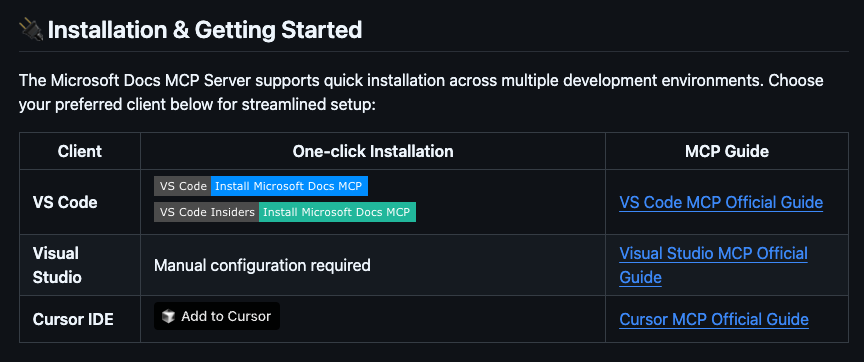 Installation & Getting Started
The Microsoft Docs MCP Server supports quick installation across multiple development environments. Choose
your preferred client below for streamlined setup:
Client One-click Installation MCP Guide
VS Code
VS Code Install Microsoft Docs MCP
VS Code Insiders Install Microsoft Docs MCP
VS Code MCP Official Guide
Visual
Studio
Manual configuration required
Visual Studio MCP Official
Guide
Cursor IDE
Add to Cursor
Cursor MCP Official Guide